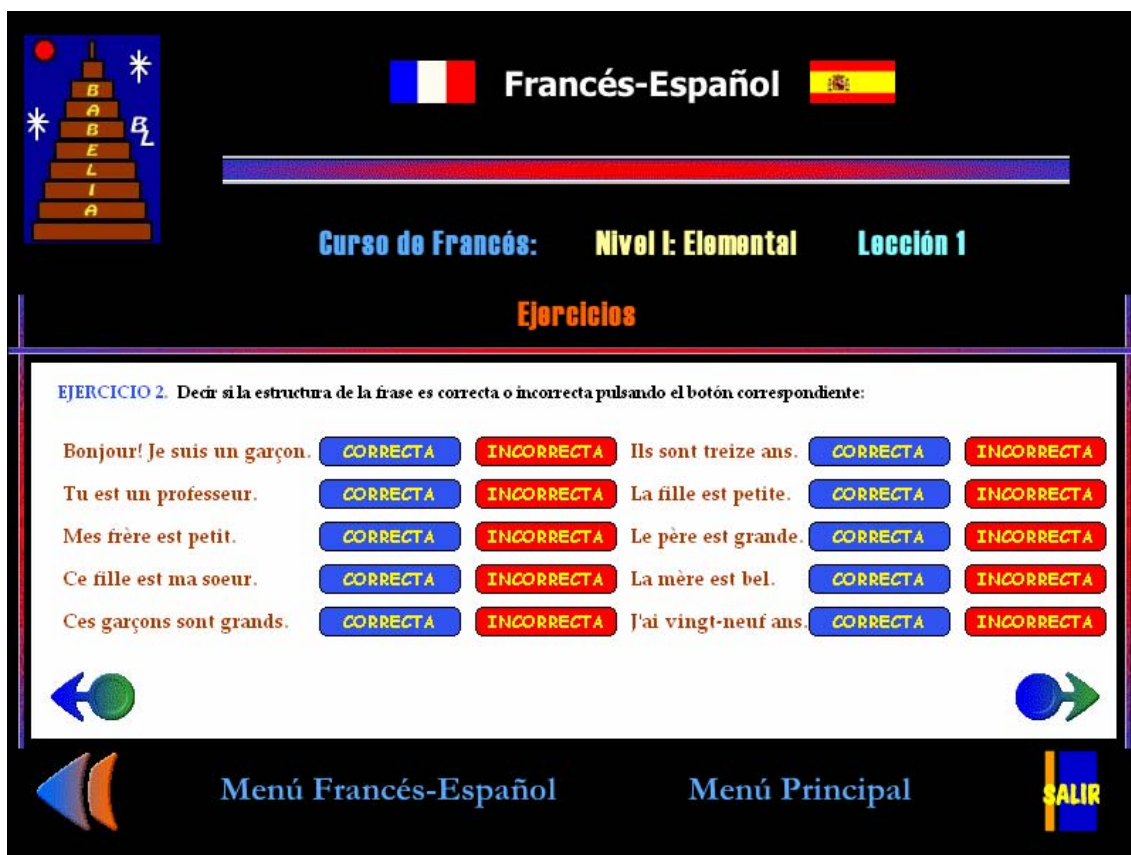 BABELIA
BL
Francés-Español
Curso de Francés: Nivel I: Elemental Lección 1
Ejercicios
EJERCICIO 2. Decir si la estructura de la frase es correcta o incorrecta pulsando el botón correspondiente:
Bonjour! Je suis un garçon. CORRECTA INCORRECTA Ils sont treize ans. CORRECTA INCORRECTA
Tu est un professeur. CORRECTA INCORRECTA La fille est petite. CORRECTA INCORRECTA
Mes frère est petit. CORRECTA INCORRECTA Le père est grande. CORRECTA INCORRECTA
Ce fille est ma soeur. CORRECTA INCORRECTA La mère est bel. CORRECTA INCORRECTA
Ces garçons sont grands. CORRECTA INCORRECTA J'ai vingt-neuf ans. CORRECTA INCORRECTA
Menú Francés-Español Menú Principal SALIR